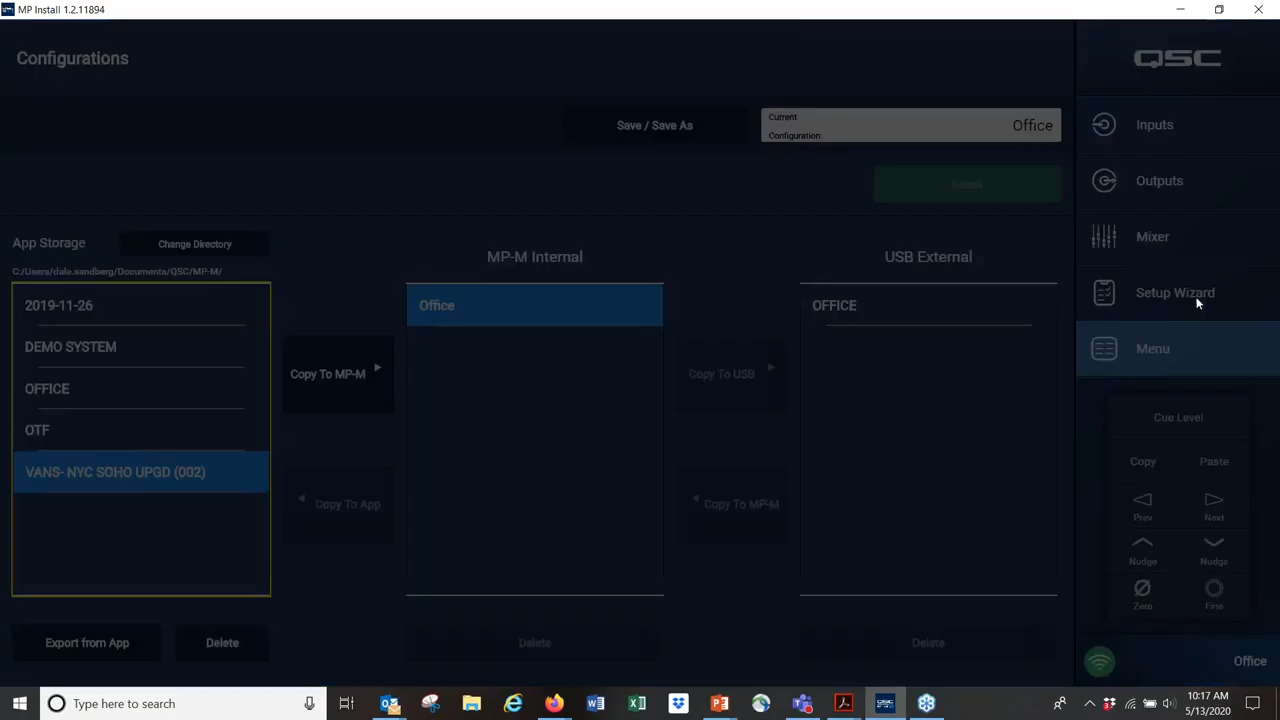 MP Install 1.2.11894
Configurations
QSC
Save / Save As
Current
Configuration:
Office
Inputs
Outputs
Mixer
Setup Wizard
Menu
App Storage
Change Directory
C:/Users/dale.sandberg/Documents/QSC/MP-M/
MP-M Internal
USB External
2019-11-26
DEMO SYSTEM
OFFICE
OTF
VANS- NYC SOHO UPGD (002)
Copy To MP-M
Copy To App
Office
Copy To USB
Copy To MP-M
OFFICE
Cue Level
Copy
Paste
Prev
Next
Nudge
Nudge
Zero
Fine
Export from App
Delete
Delete
Delete
Office
Type here to search
10:17 AM
5/13/2020